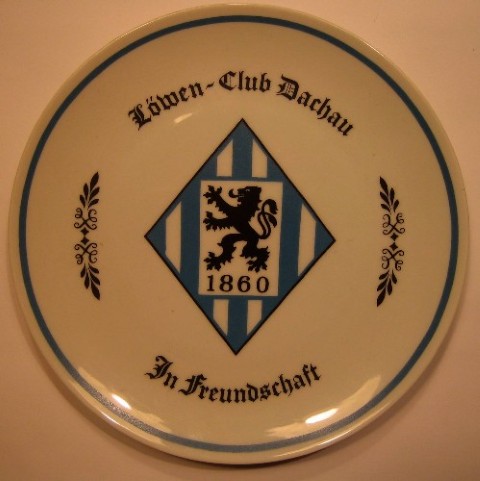 Löwen-Club Dachau
1860
In Freundschaft